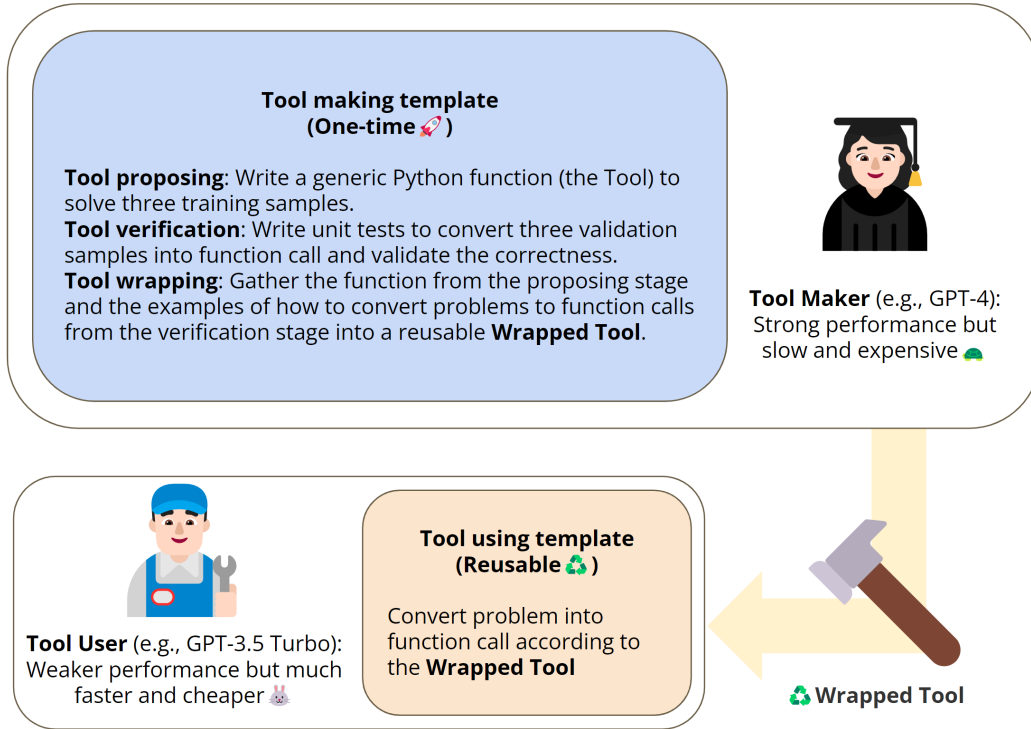 Tool making template
(One-time🚀)
Tool proposing: Write a generic Python function (the Tool) to
solve three training samples.
Tool verification: Write unit tests to convert three validation
samples into function call and validate the correctness.
Tool wrapping: Gather the function from the proposing stage
and the examples of how to convert problems to function calls
from the verification stage into a reusable Wrapped Tool.
Tool Maker (e.g., GPT-4):
Strong performance but
slow and expensive🐢
Tool User (e.g., GPT-3.5 Turbo):
Weaker performance but much
faster and cheaper🐰
Tool using template
(Reusable♻️)
Convert problem into
function call according to
the Wrapped Tool
♻️Wrapped Tool